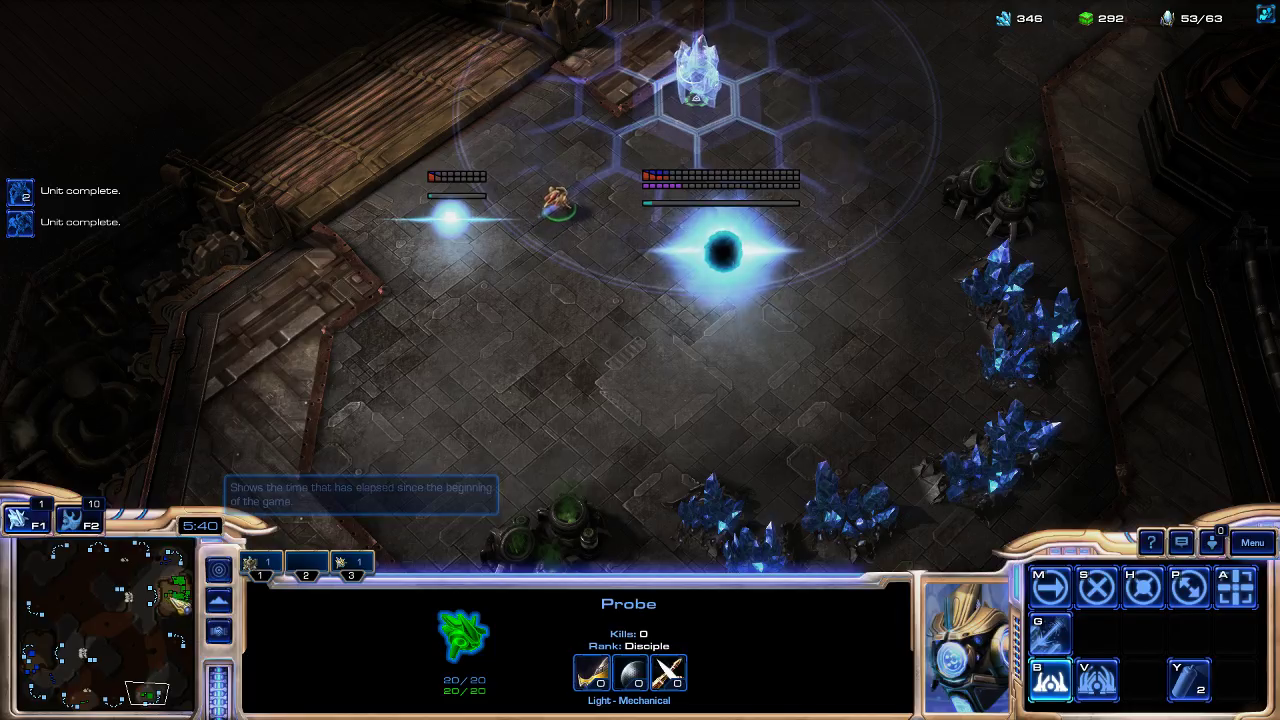 346 292 53/63
2 Unit complete.
Unit complete.
Shows the time that has elapsed since the beginning
of the game.
1 10
F1 F2
5:40
0
? Menu
1 1
1 2 3
Probe
Kills: 0
Rank: Disciple
20/20
20/20
0 0 0
Light - Mechanical
M S H P A
G
B V Y
2